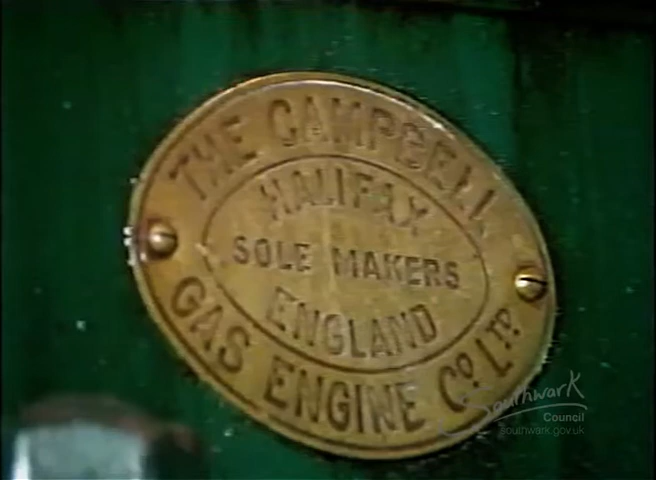 THE CAMPBELL
HALIFAX
SOLE MAKERS
ENGLAND
GAS ENGINE Co. LTD.
Southwark
Council
southwark.gov.uk